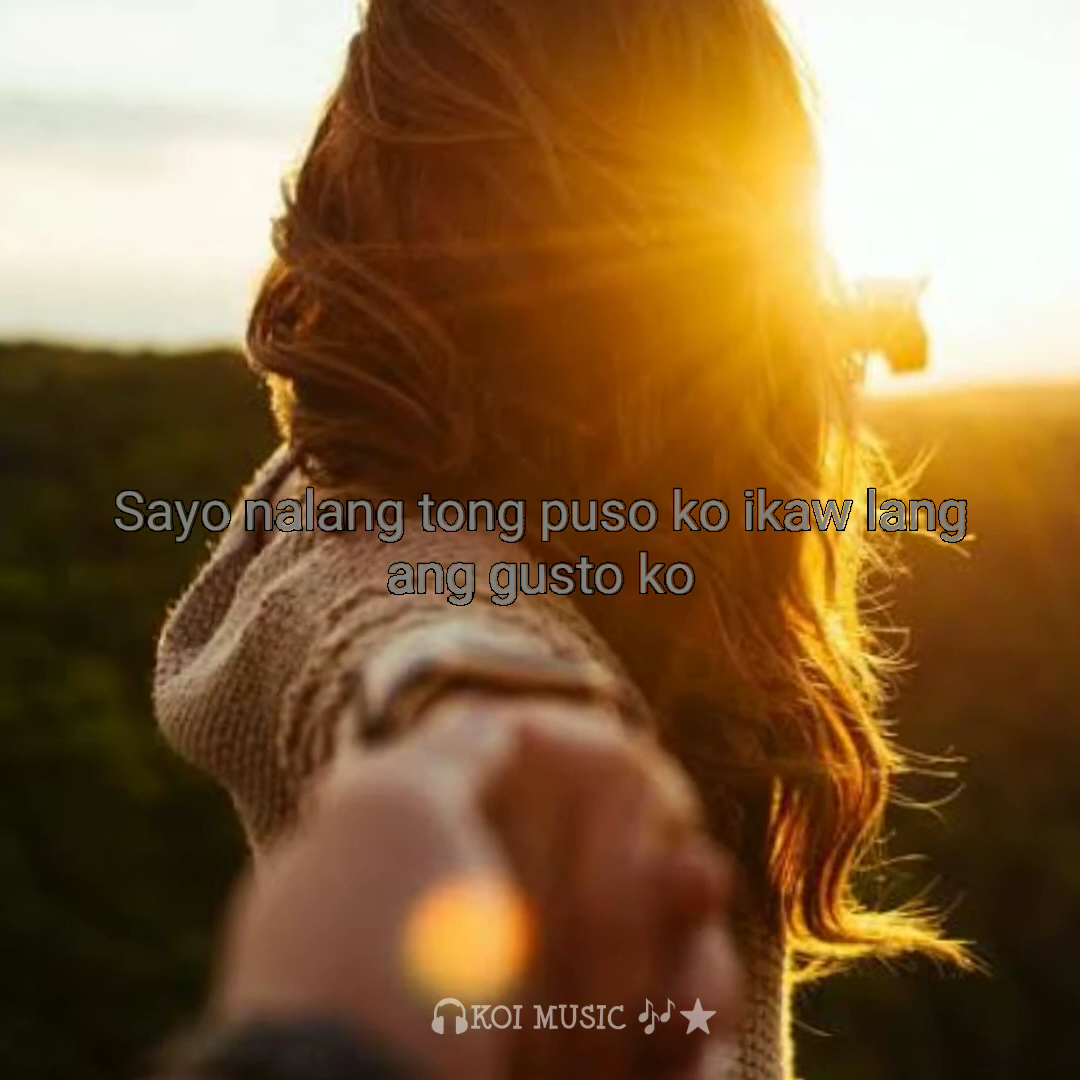 Sayo nalang tong puso ko ikaw lang
ang gusto ko
🎧KOI MUSIC 🎶★